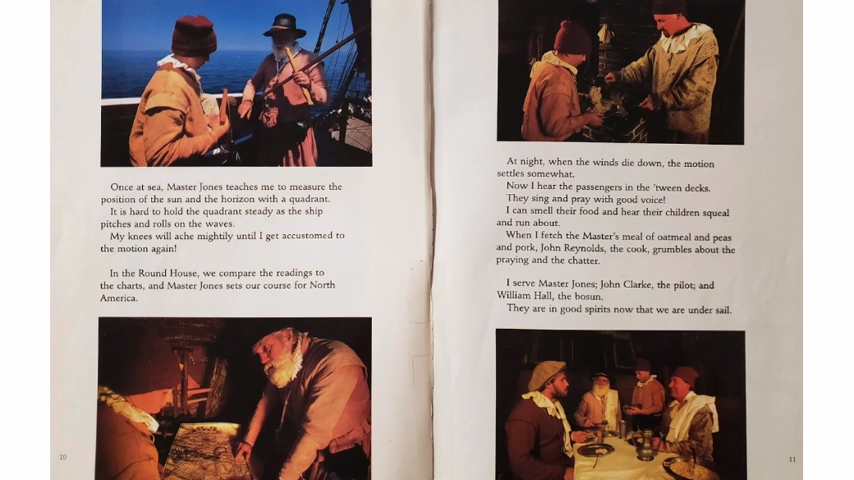 Once at sea, Master Jones teaches me to measure the
position of the sun and the horizon with a quadrant.
It is hard to hold the quadrant steady as the ship
pitches and rolls on the waves.
My knees will ache mightily until I get accustomed to
the motion again!
In the Round House, we compare the readings to
the charts, and Master Jones sets our course for North
America.
10
At night, when the winds die down, the motion
settles somewhat.
Now I hear the passengers in the 'tween decks.
They sing and pray with good voice!
I can smell their food and hear their children squeal
and run about.
When I fetch the Master's meal of oatmeal and peas
and pork, John Reynolds, the cook, grumbles about the
praying and the chatter.
I serve Master Jones; John Clarke, the pilot; and
William Hall, the bosun.
They are in good spirits now that we are under sail.
11